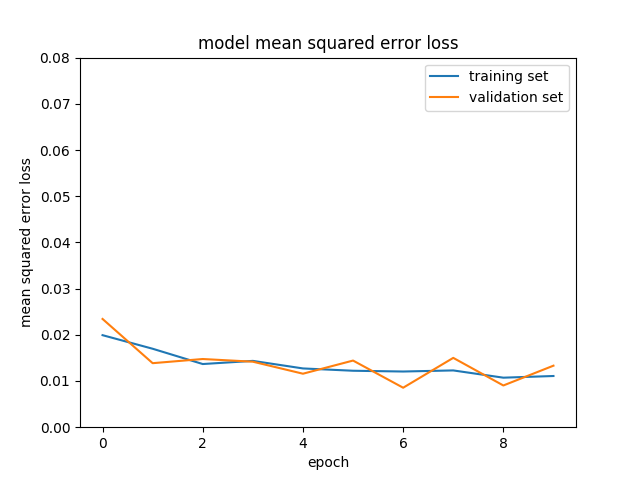 model mean squared error loss
training set
validation set
0.08
0.07
0.06
0.05
0.04
0.03
0.02
0.01
0.00
mean squared error loss
0 2 4 6 8
epoch